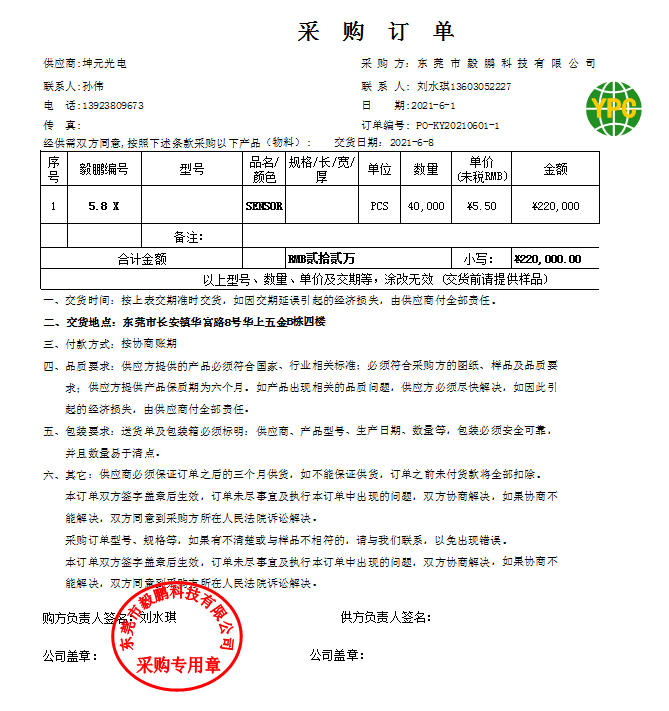 采 购 订 单
供应商:坤元光电 采 购 方: 东 莞 市 毅 鹏 科 技 有 限 公 司
联系人:孙伟 联 系 人: 刘水琪13603052227
电 话:13923809673 日 期:2021-6-1
传 真: 订单编号: PO-KY20210601-1
YPC
经供需双方同意,按照下述条款采购以下产品（物料）: 交货日期: 2021-6-8
序号 毅鹏编号 型号 品名/颜色 规格/长/宽/厚 单位 数量 单价(未税RMB) 金额
1 5.8 X SENSOR PCS 40,000 ¥5.50 ¥220,000
备注:
合计金额 RMB贰拾贰万 小写: ¥220,000.00
以上型号、数量、单价及交期等，涂改无效 (交货前请提供样品)
一、交货时间: 按上表交期准时交货，如因交期延误引起的经济损失，由供应商付全部责任。
二、交货地点: 东莞市长安镇华富路8号华上五金B栋四楼
三、付款方式: 按协商账期
四、品质要求: 供应方提供的产品必须符合国家、行业相关标准；必须符合采购方的图纸、样品及品质要
求；供应方提供产品保质期为六个月。如产品出现相关的品质问题，供应方必须尽快解决，如因此引
起的经济损失，由供应商付全部责任。
五、包装要求: 送货单及包装箱必须标明: 供应商、产品型号、生产日期、数量等，包装必须安全可靠，
并且数量易于清点。
六、其它: 供应商必须保证订单之后的三个月供货，如不能保证供货，订单之前未付货款将全部扣除。
本订单双方签字盖章后生效，订单未尽事宜及执行本订单中出现的问题，双方协商解决，如果协商不
能解决，双方同意到采购方所在人民法院诉讼解决。
采购订单型号、规格等，如果有不清楚或与样品不相符的，请与我们联系，以免出现错误。
本订单双方签字盖章后生效，订单未尽事宜及执行本订单中出现的问题，双方协商解决，如果协商不
能解决，双方同意到采购方所在人民法院诉讼解决。
购方负责人签名: 刘水琪 供方负责人签名:
东莞市毅鹏科技有限公司
采购专用章
公司盖章: 公司盖章: